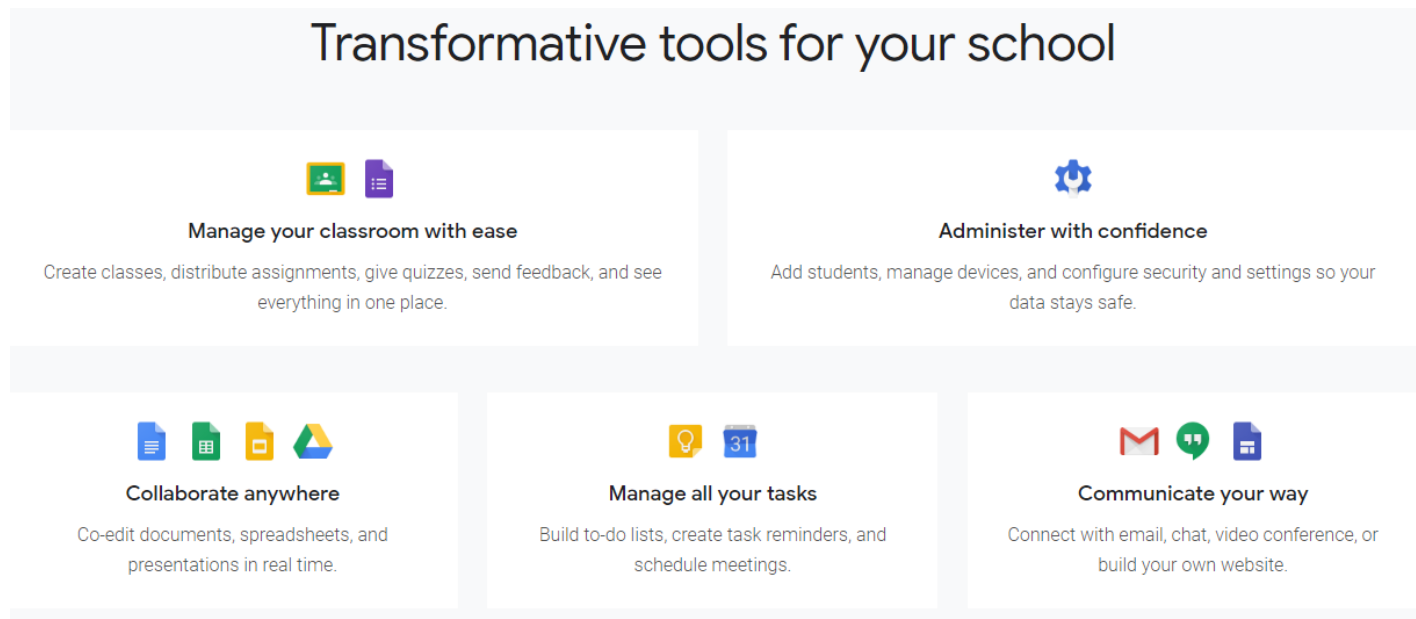 Transformative tools for your school
Manage your classroom with ease
Create classes, distribute assignments, give quizzes, send feedback, and see
everything in one place.
Administer with confidence
Add students, manage devices, and configure security and settings so your
data stays safe.
Collaborate anywhere
Co-edit documents, spreadsheets, and
presentations in real time.
31
Manage all your tasks
Build to-do lists, create task reminders, and
schedule meetings.
Communicate your way
Connect with email, chat, video conference, or
build your own website.